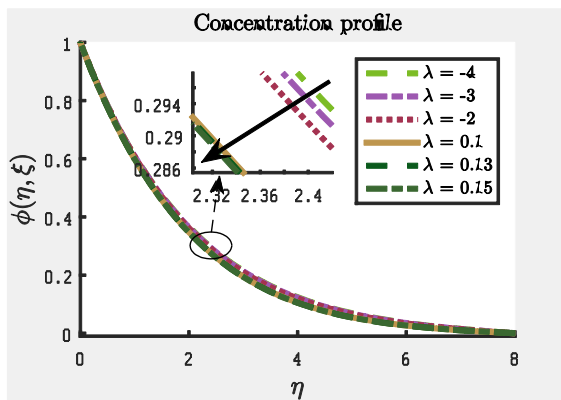 Concentration profile
ϕ(η, ξ)
1
0.8
0.6
0.4
0.2
0
0.294
0.29
0.286
2.32 2.36 2.4
λ = -4
λ = -3
λ = -2
λ = 0.1
λ = 0.13
λ = 0.15
0 2 4 6 8
η